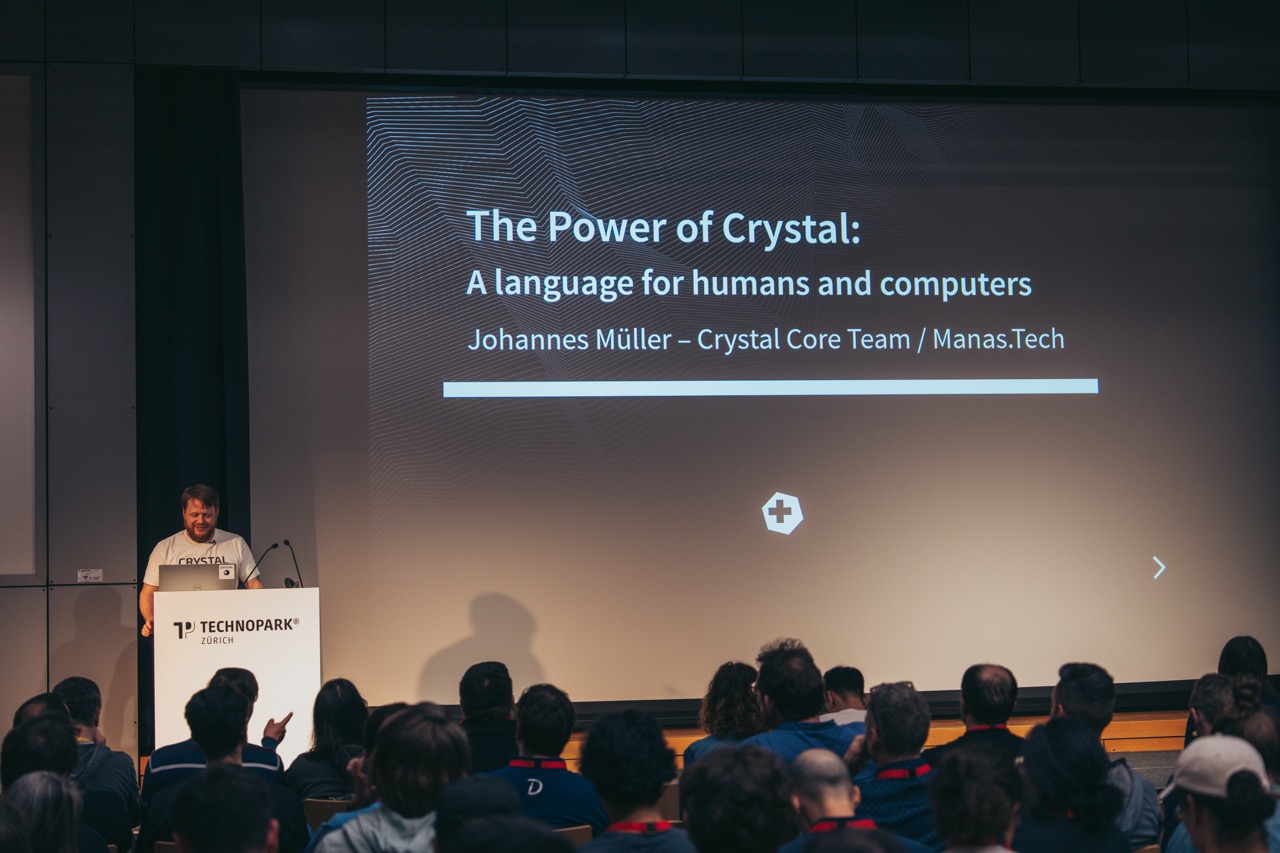 The Power of Crystal:
A language for humans and computers
Johannes Müller – Crystal Core Team / Manas.Tech
CRYSTAL
TECHNOPARK®
ZÜRICH
D